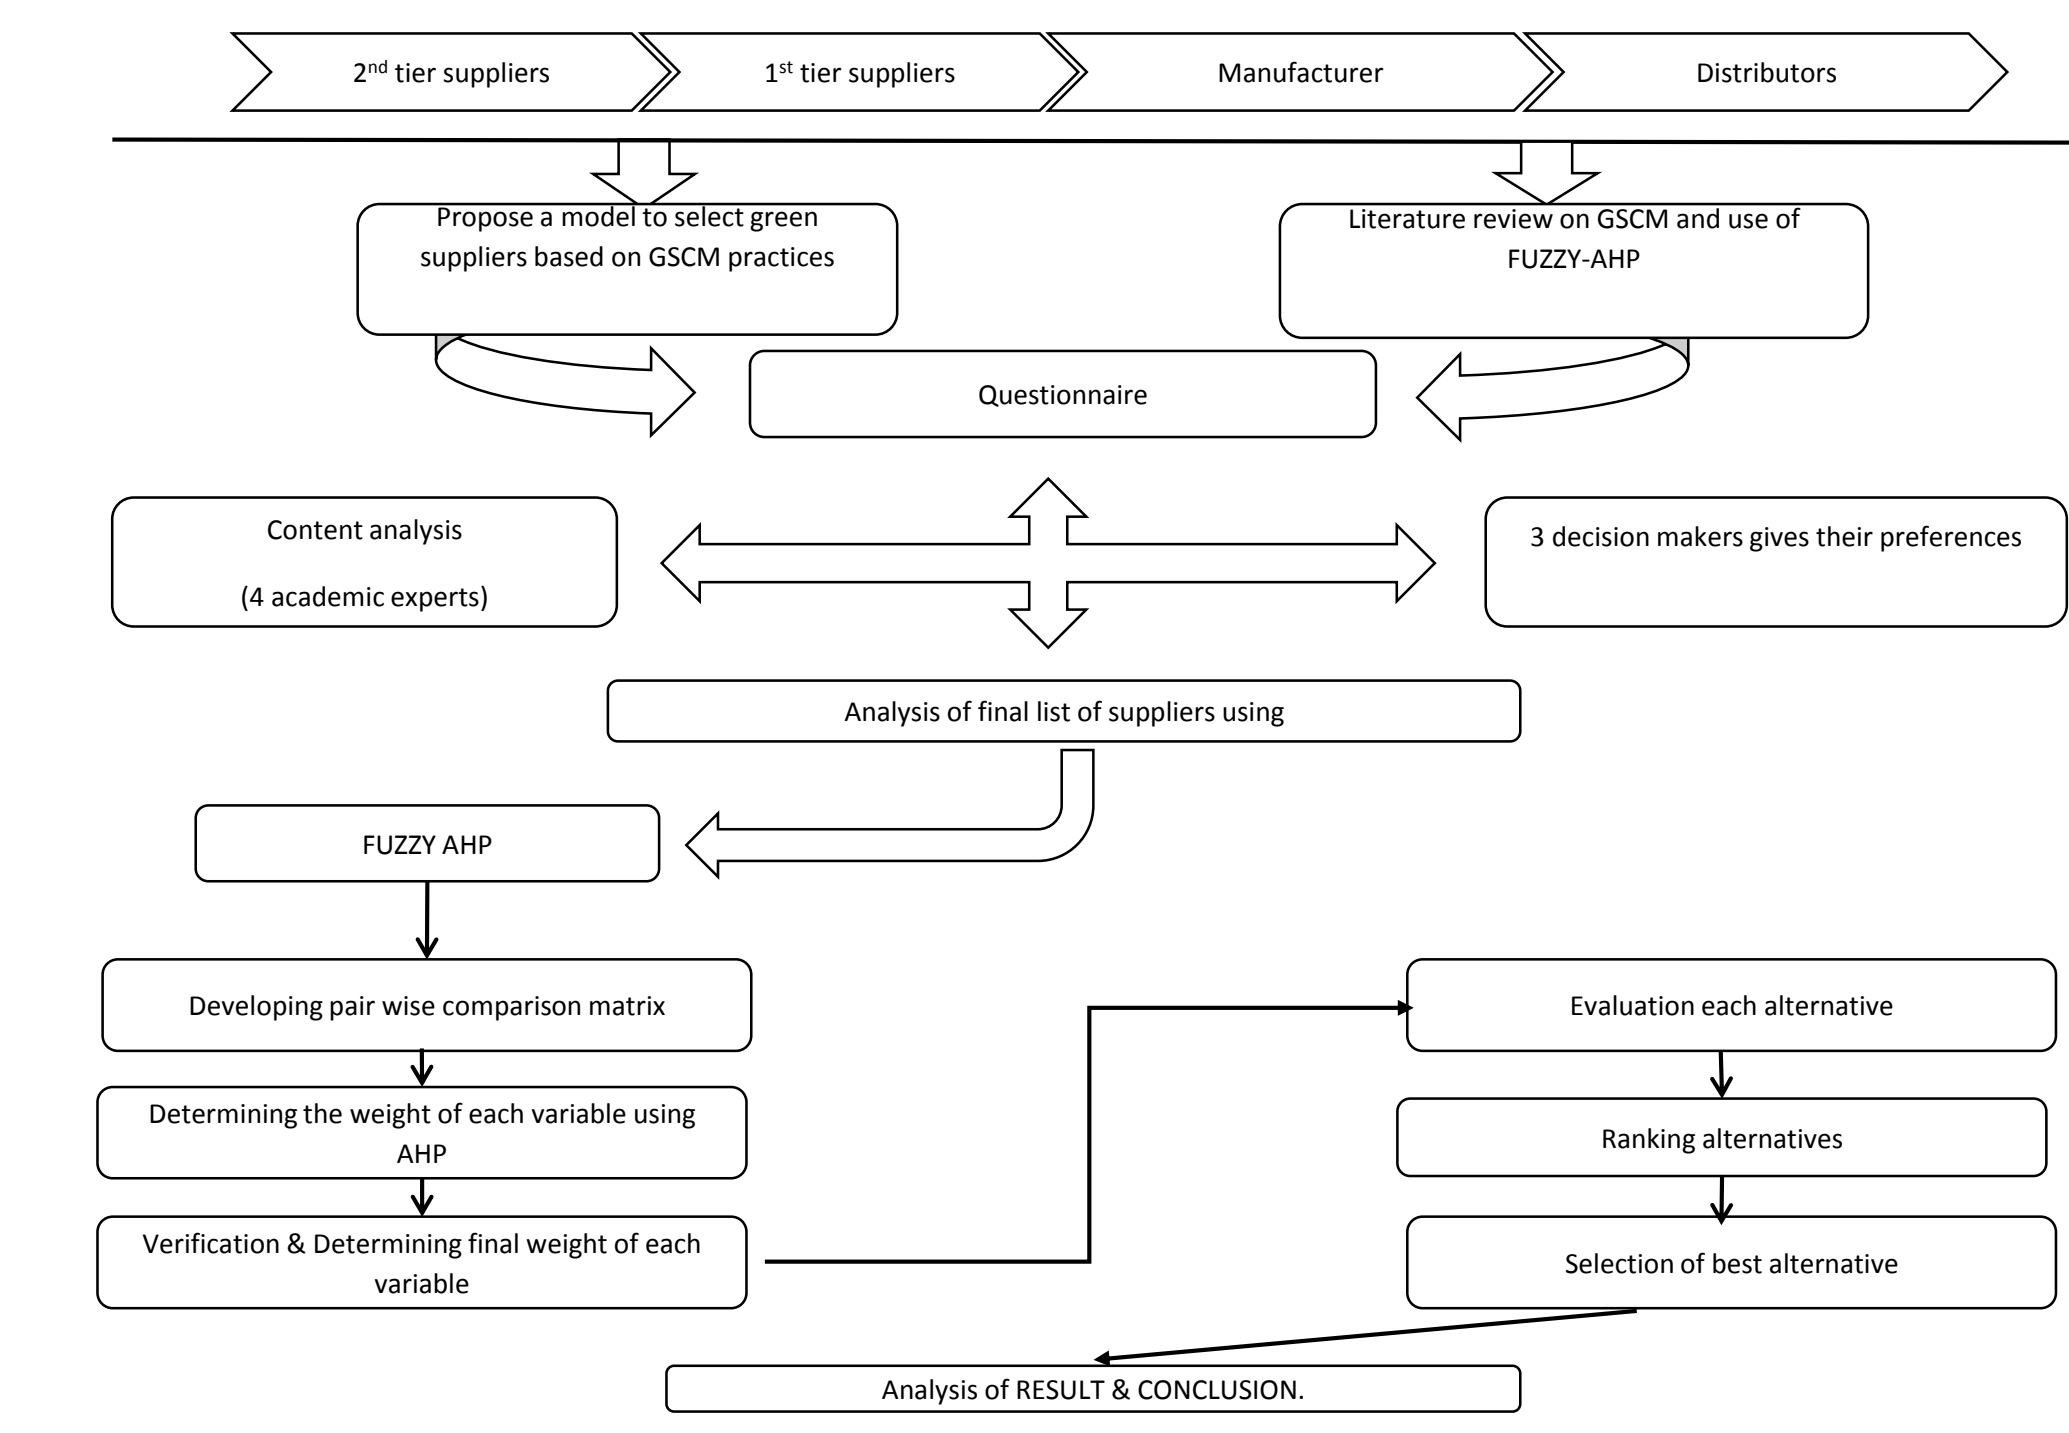 2nd tier suppliers
1st tier suppliers
Manufacturer
Distributors
Propose a model to select green
suppliers based on GSCM practices
Literature review on GSCM and use of
FUZZY-AHP
Questionnaire
Content analysis
(4 academic experts)
3 decision makers gives their preferences
Analysis of final list of suppliers using
FUZZY AHP
Developing pair wise comparison matrix
Determining the weight of each variable using
AHP
Verification & Determining final weight of each
variable
Evaluation each alternative
Ranking alternatives
Selection of best alternative
Analysis of RESULT & CONCLUSION.